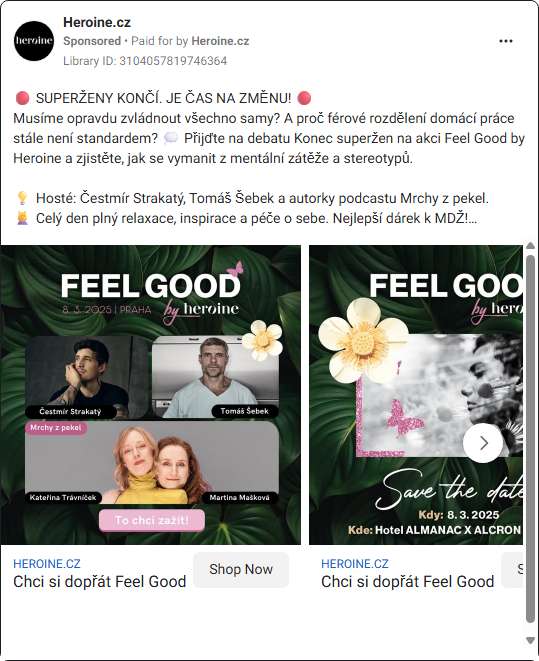 heroine
Heroine.cz
Sponsored • Paid for by Heroine.cz
Library ID: 3104057819746364
SUPERŽENY KONČÍ. JE ČAS NA ZMĚNU!
Musíme opravdu zvládnout všechno samy? A proč férové rozdělení domácí práce
stále není standardem? 💭 Přijďte na debatu Konec superžen na akci Feel Good by
Heroine a zjistěte, jak se vymanit z mentální zátěže a stereotypů.
💡 Hosté: Čestmír Strakatý, Tomáš Šebek a autorky podcastu Mrchy z pekel.
Celý den plný relaxace, inspirace a péče o sebe. Nejlepší dárek k MDŽ!...
FEEL GOOD
8. 3. 2025 | PRAHA by heroine
Čestmír Strakatý
Tomáš Šebek
Mrchy z pekel
Kateřina Trávníček
Martina Mašková
To chci zažít!
HEROINE.CZ
Chci si dopřát Feel Good
Shop Now
FEEL GOO
by hero
Save the date
Kdy: 8. 3. 2025
Kde: Hotel ALMANAC X ALCRON
HEROINE.CZ
Chci si dopřát Feel Good
S